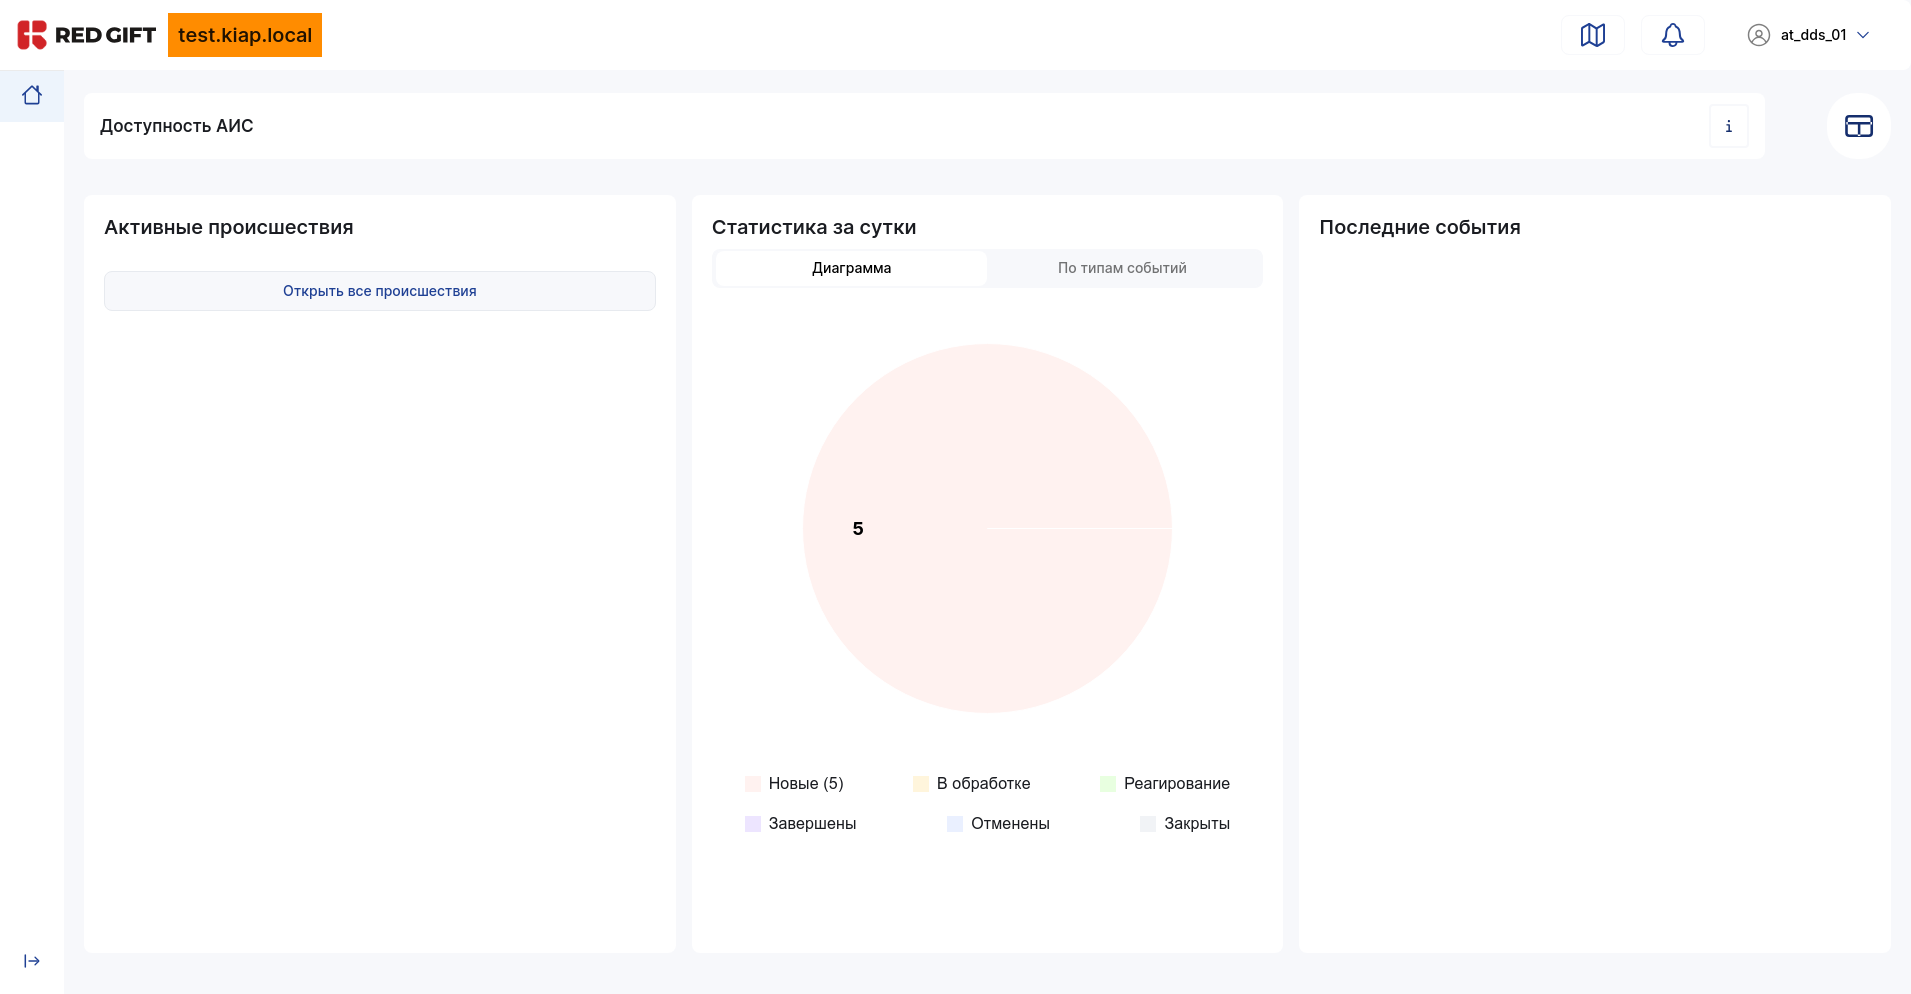 RED GIFT test.kiap.local
at_dds_01
Доступность АИС
i
Активные происшествия
Открыть все происшествия
Статистика за сутки
Диаграмма По типам событий
5
Новые (5) В обработке Реагирование
Завершены Отменены Закрыты
Последние события